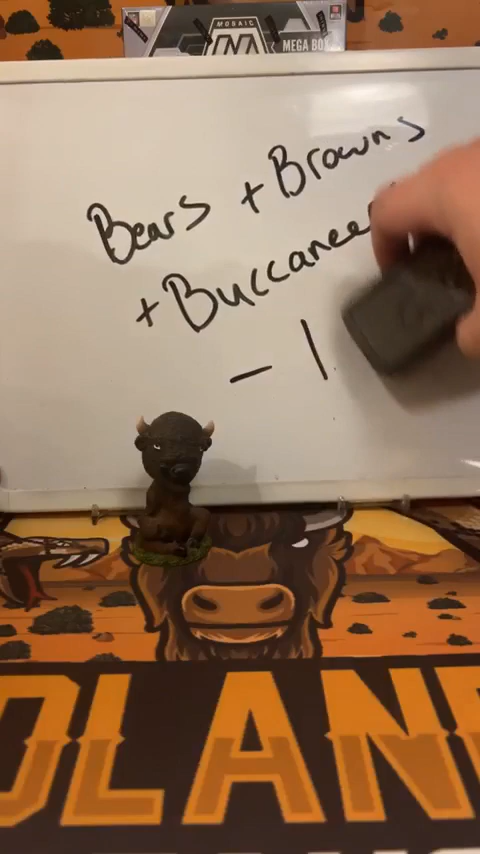 MOSAIC
MEGA BOX
Bears + Browns
+ Buccanee
- 1
OLAN